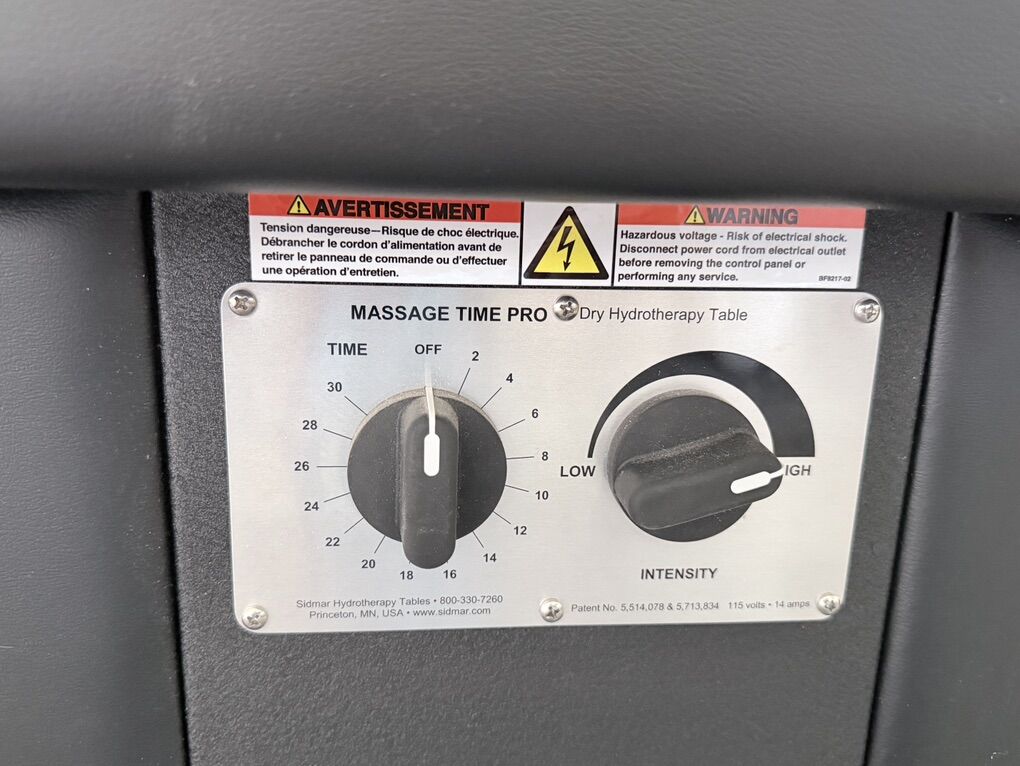 AVERTISSEMENT
Tension dangereuse—Risque de choc électrique.
Débrancher le cordon d'alimentation avant de
retirer le panneau de commande ou d'effectuer
une opération d'entretien.
WARNING
Hazardous voltage - Risk of electrical shock.
Disconnect power cord from electrical outlet
before removing the control panel or
performing any service.
BF8217-02
MASSAGE TIME PRO Dry Hydrotherapy Table
TIME
OFF
2
4
6
8
10
12
14
16
18
20
22
24
26
28
30
LOW
IGH
INTENSITY
Sidmar Hydrotherapy Tables • 800-330-7260
Princeton, MN, USA • www.sidmar.com
Patent No. 5,514,078 & 5,713,834 115 volts • 14 amps